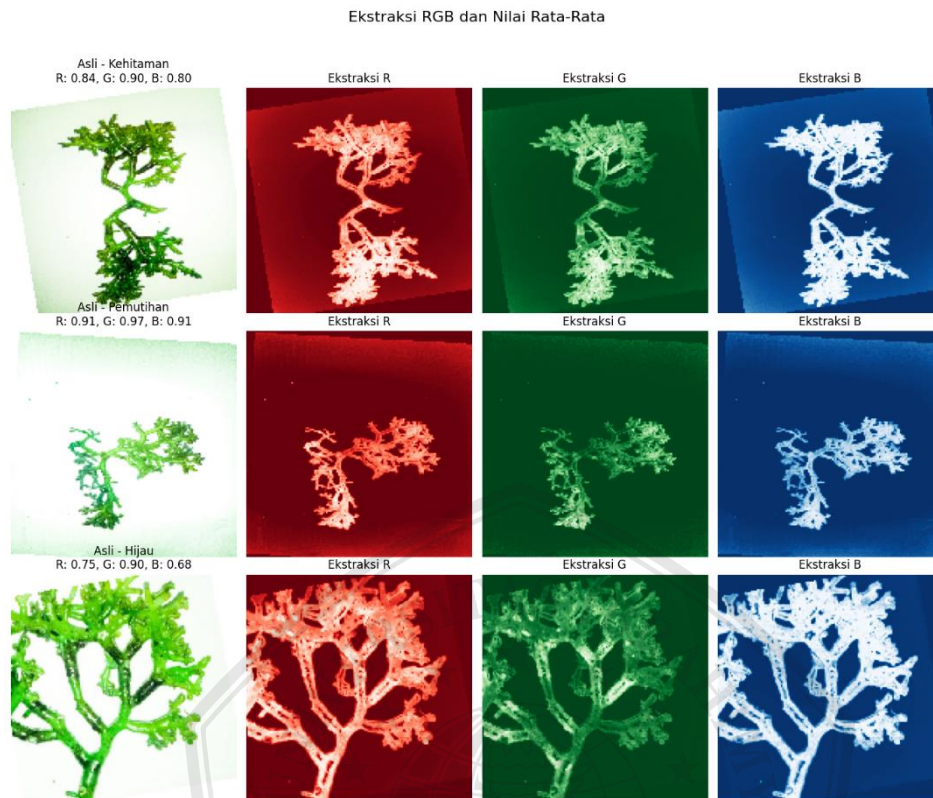 Ekstraksi RGB dan Nilai Rata-Rata
Asli - Kehitaman
R: 0.84, G: 0.90, B: 0.80
Ekstraksi R
Ekstraksi G
Ekstraksi B
Asli - Pemutihan
R: 0.91, G: 0.97, B: 0.91
Ekstraksi R
Ekstraksi G
Ekstraksi B
Asli - Hijau
R: 0.75, G: 0.90, B: 0.68
Ekstraksi R
Ekstraksi G
Ekstraksi B